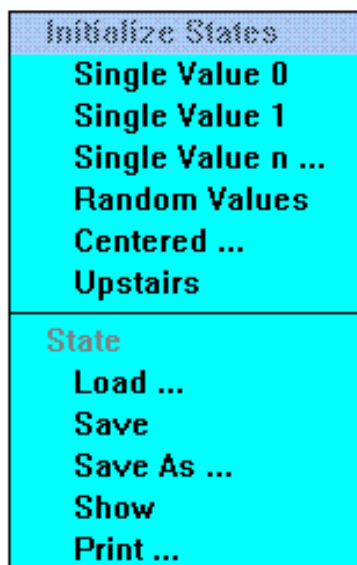 Initialize States
Single Value 0
Single Value 1
Single Value n ...
Random Values
Centered ...
Upstairs
State
Load ...
Save
Save As ...
Show
Print ...